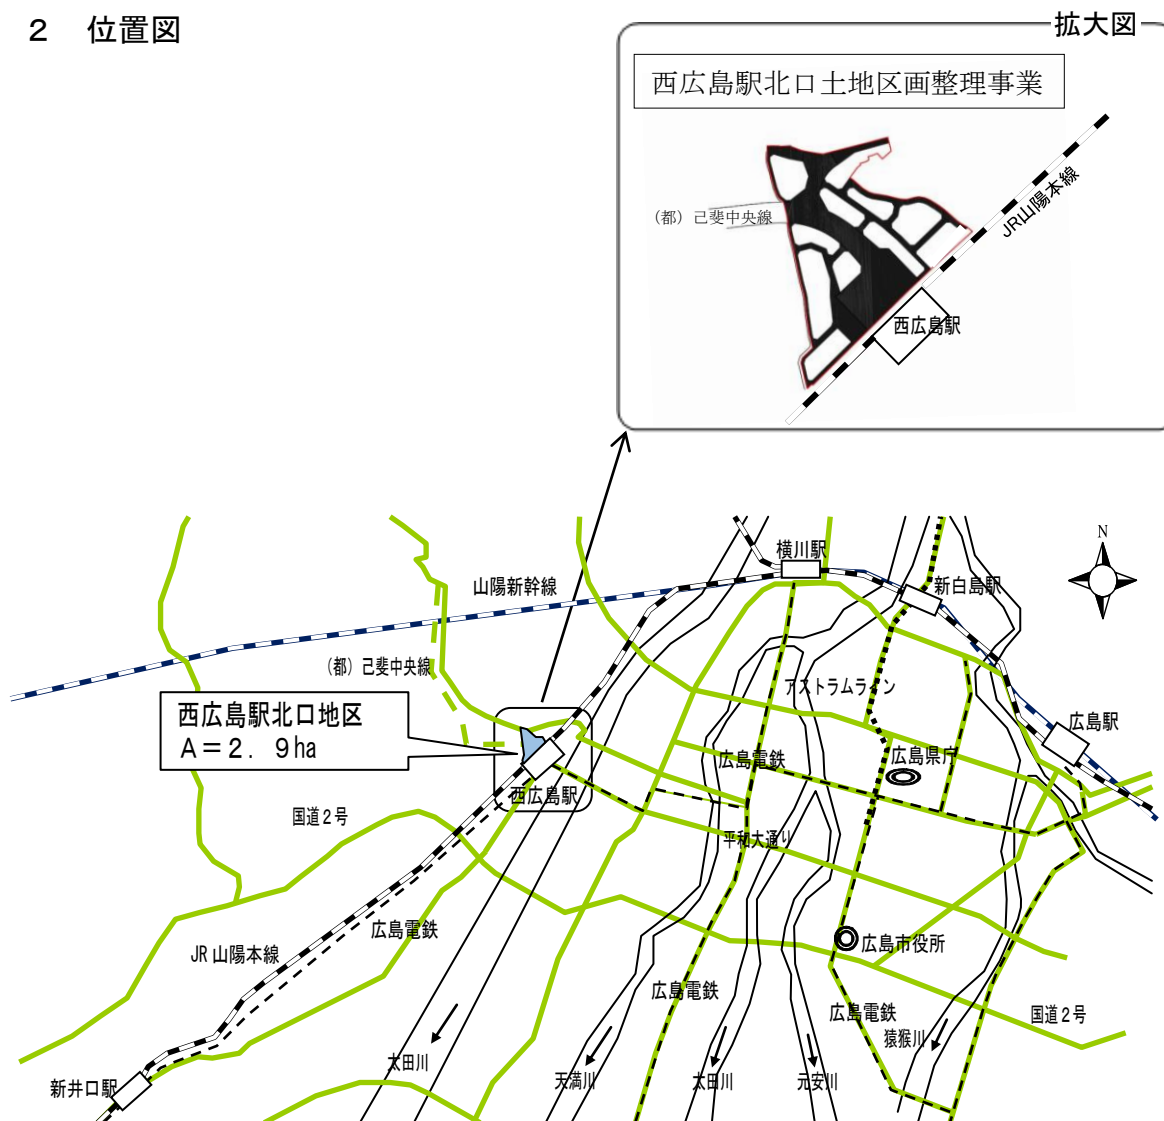 2 位置図
拡大図
西広島駅北口土地区画整理事業
JR山陽本線
（都）己斐中央線
西広島駅
N
横川駅
山陽新幹線
新白島駅
（都）己斐中央線
アストラムライン
西広島駅北口地区
A＝2．9ha
広島駅
広島電鉄
広島県庁
西広島駅
国道2号
平和大通り
広島電鉄
広島市役所
JR山陽本線
広島電鉄
広島電鉄
国道2号
猿猴川
太田川
新井口駅
天満川
太田川
元安川